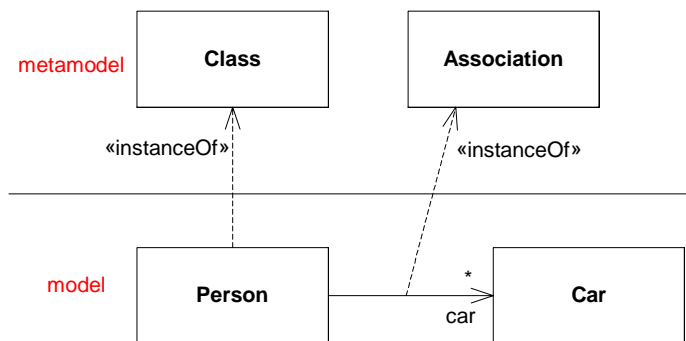 metamodel
Class
Association
«instanceOf»
«instanceOf»
model
Person
*
car
Car